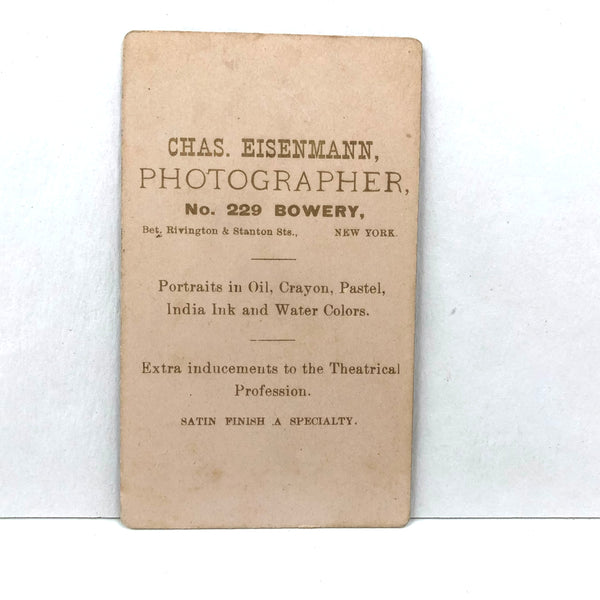 CHAS. EISENMANN,
PHOTOGRAPHER,
No. 229 BOWERY,
Bet. Rivington & Stanton Sts., NEW YORK.
Portraits in Oil, Crayon, Pastel,
India Ink and Water Colors.
Extra inducements to the Theatrical
Profession.
SATIN FINISH A SPECIALTY.